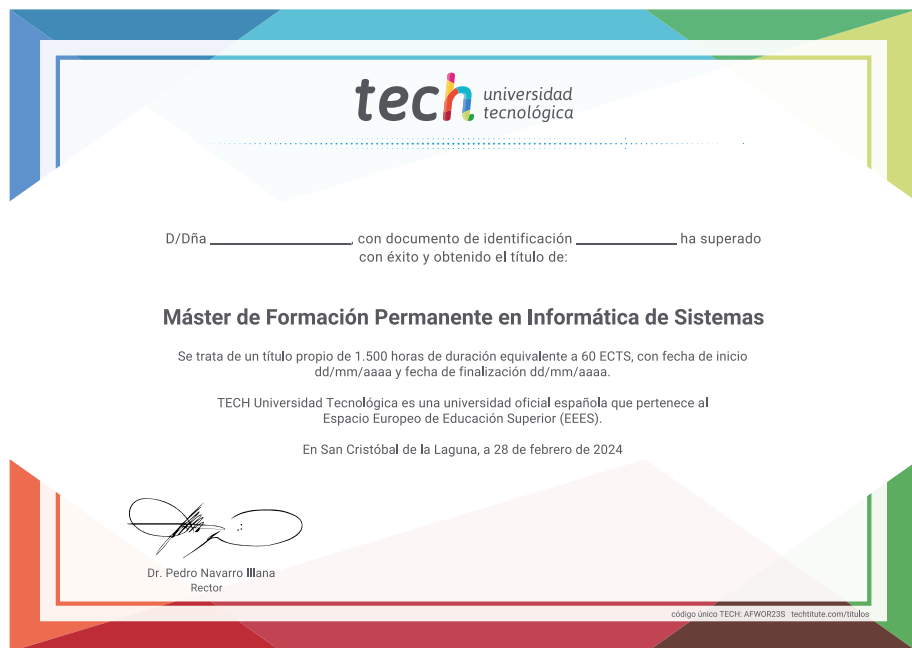 tech universidad
tecnológica
D/Dña ____________________, con documento de identificación ______________ ha superado
con éxito y obtenido el título de:
Máster de Formación Permanente en Informática de Sistemas
Se trata de un título propio de 1.500 horas de duración equivalente a 60 ECTS, con fecha de inicio
dd/mm/aaaa y fecha de finalización dd/mm/aaaa.
TECH Universidad Tecnológica es una universidad oficial española que pertenece al
Espacio Europeo de Educación Superior (EEES).
En San Cristóbal de la Laguna, a 28 de febrero de 2024
Dr. Pedro Navarro Illana
Rector
código único TECH: AFWOR23S techtitute.com/titulos